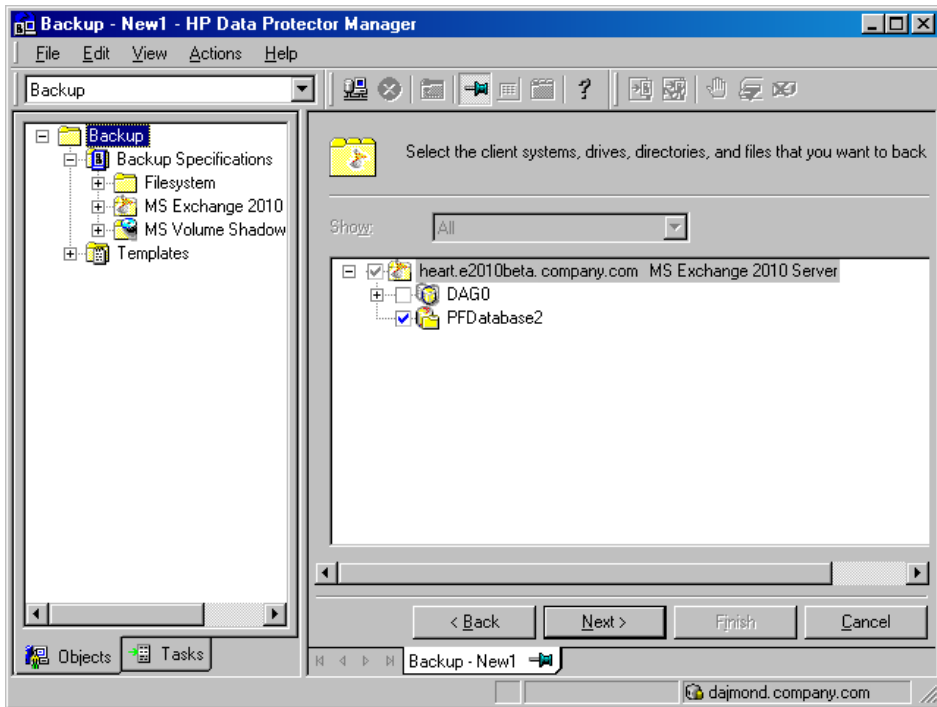 Backup - New1 - HP Data Protector Manager
File Edit View Actions Help
Backup
Backup
Backup Specifications
Filesystem
MS Exchange 2010
MS Volume Shadow
Templates
Select the client systems, drives, directories, and files that you want to back
Show:
All
heart.e2010beta. company.com MS Exchange 2010 Server
DAG0
PFDatabase2
< Back
Next >
Finish
Cancel
Objects
Tasks
Backup - New1
dajmond.company.com